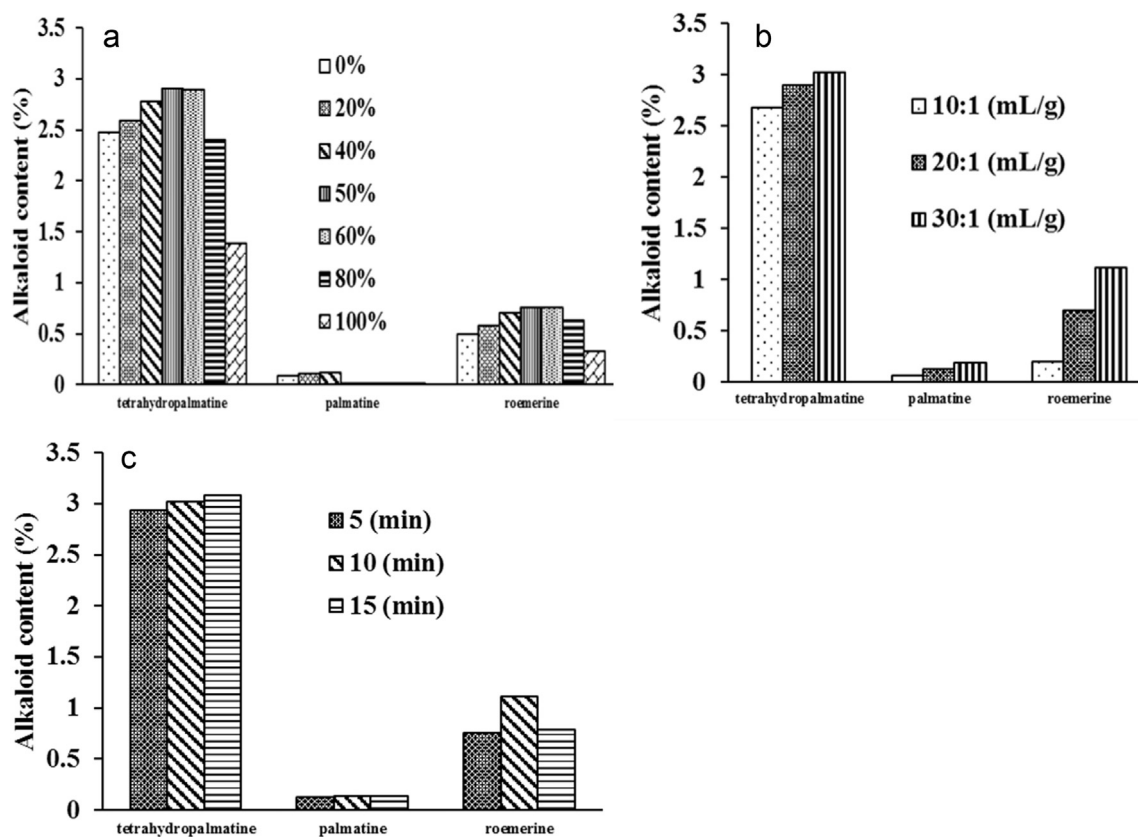 a
Alkaloid content (%)
3.5
3
2.5
2
1.5
1
0.5
0
0%
20%
40%
50%
60%
80%
100%
tetrahydropalmatine palmatine roemerine
b
Alkaloid content (%)
3.5
3
2.5
2
1.5
1
0.5
0
10:1 (mL/g)
20:1 (mL/g)
30:1 (mL/g)
tetrahydropalmatine palmatine roemerine
c
Alkaloid content (%)
3.5
3
2.5
2
1.5
1
0.5
0
5 (min)
10 (min)
15 (min)
tetrahydropalmatine palmatine roemerine